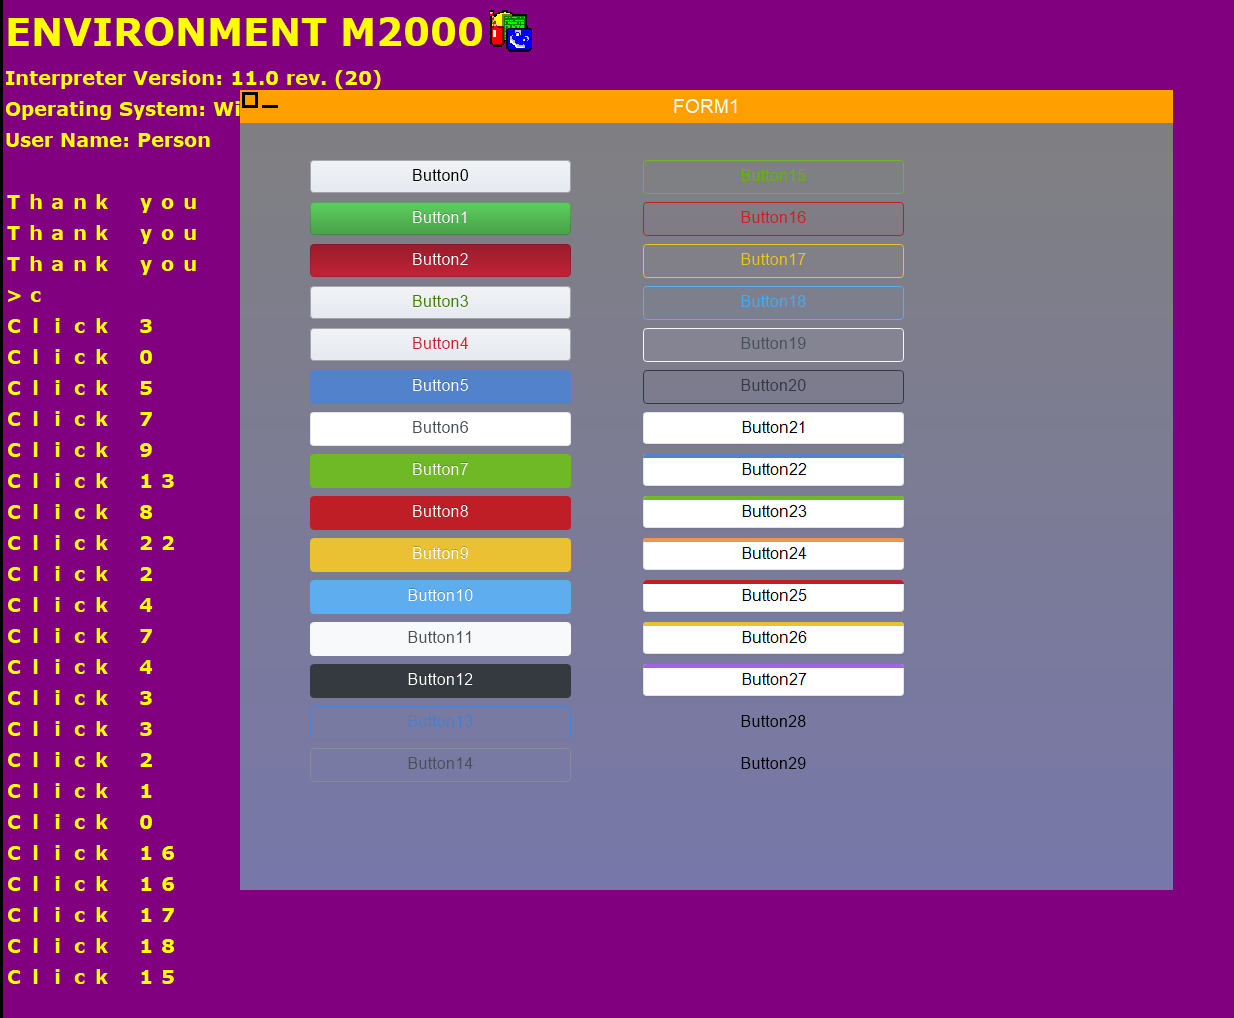 ENVIRONMENT M2000
Interpreter Version: 11.0 rev. (20)
Operating System: Wi
User Name: Person
Thank you
Thank you
Thank you
>c
Click 3
Click 0
Click 5
Click 7
Click 9
Click 13
Click 8
Click 22
Click 2
Click 4
Click 7
Click 4
Click 3
Click 3
Click 2
Click 1
Click 0
Click 16
Click 16
Click 17
Click 18
Click 15
FORM1
Button0
Button1
Button2
Button3
Button4
Button5
Button6
Button7
Button8
Button9
Button10
Button11
Button12
Button13
Button14
Button15
Button16
Button17
Button18
Button19
Button20
Button21
Button22
Button23
Button24
Button25
Button26
Button27
Button28
Button29